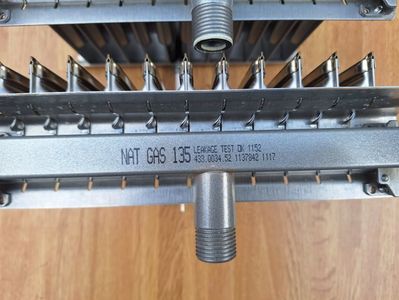 NAT GAS 135
LEAKAGE TEST OK 1152
433.0034.52 1137942 1117